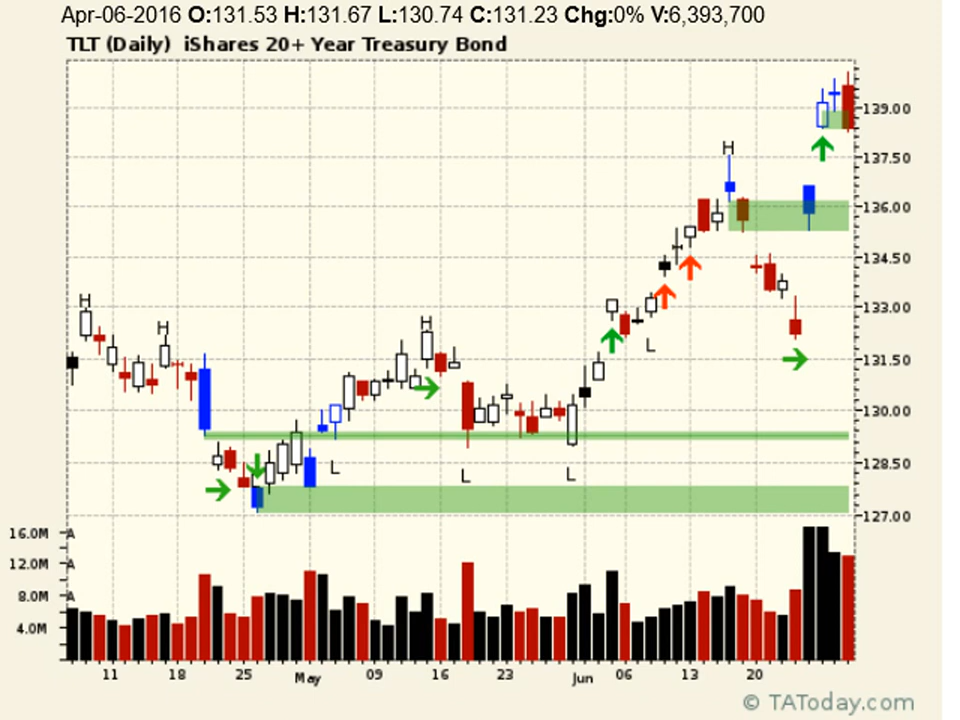 Apr-06-2016 O:131.53 H:131.67 L:130.74 C:131.23 Chg:0% V:6,393,700
TLT (Daily) iShares 20+ Year Treasury Bond
139.00
H
137.50
136.00
134.50
H
133.00
H
H
L
131.50
130.00
L
L
L
128.50
127.00
16.0M A
12.0M A
8.0M A
4.0M
11 18 25 May 09 16 23 Jun 06 13 20
© TAToday.com